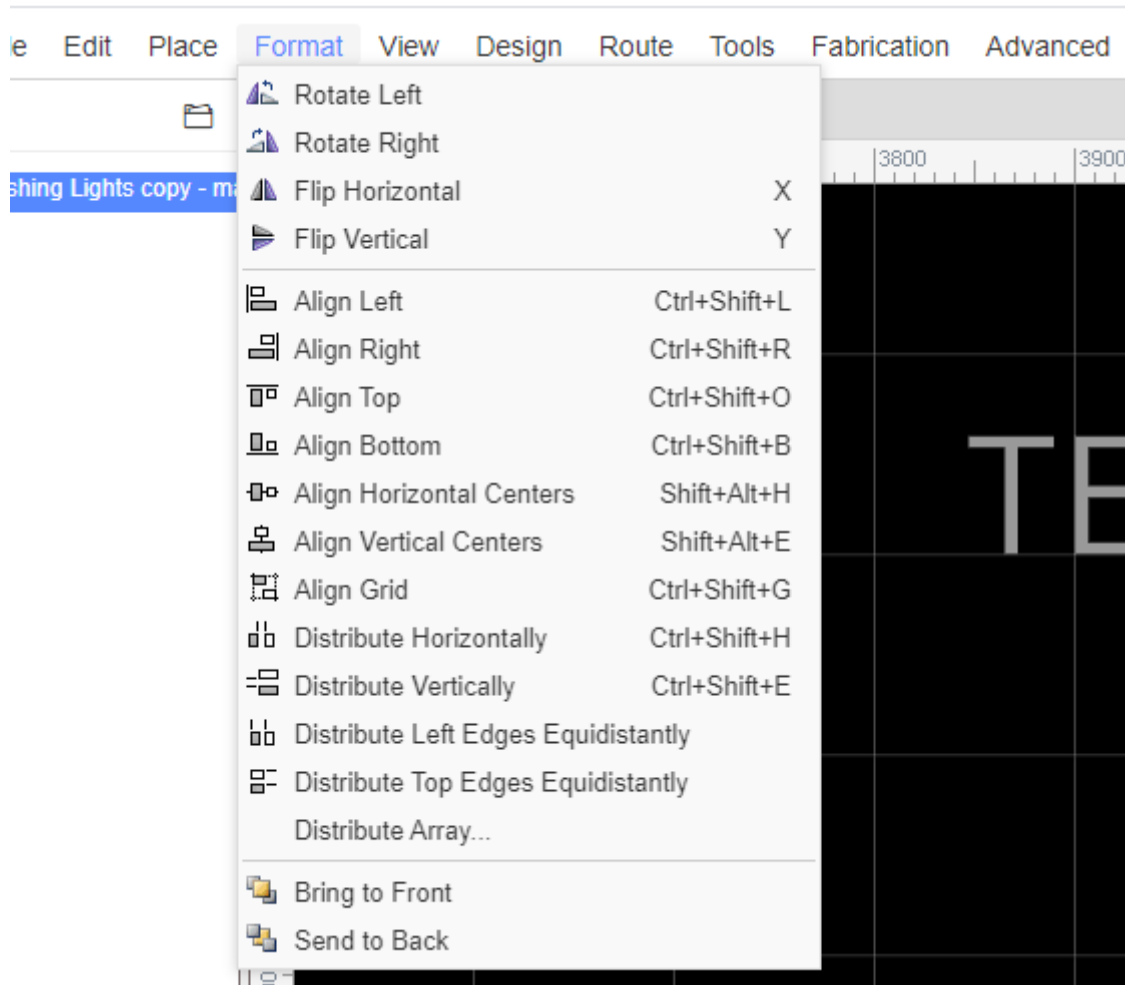 le Edit Place Format View Design Route Tools Fabrication Advanced
Rotate Left
Rotate Right
3800 3900
shing Lights copy - ma
Flip Horizontal X
Flip Vertical Y
Align Left Ctrl+Shift+L
Align Right Ctrl+Shift+R
Align Top Ctrl+Shift+O
Align Bottom Ctrl+Shift+B
TE
Align Horizontal Centers Shift+Alt+H
Align Vertical Centers Shift+Alt+E
Align Grid Ctrl+Shift+G
Distribute Horizontally Ctrl+Shift+H
Distribute Vertically Ctrl+Shift+E
Distribute Left Edges Equidistantly
Distribute Top Edges Equidistantly
Distribute Array...
Bring to Front
Send to Back